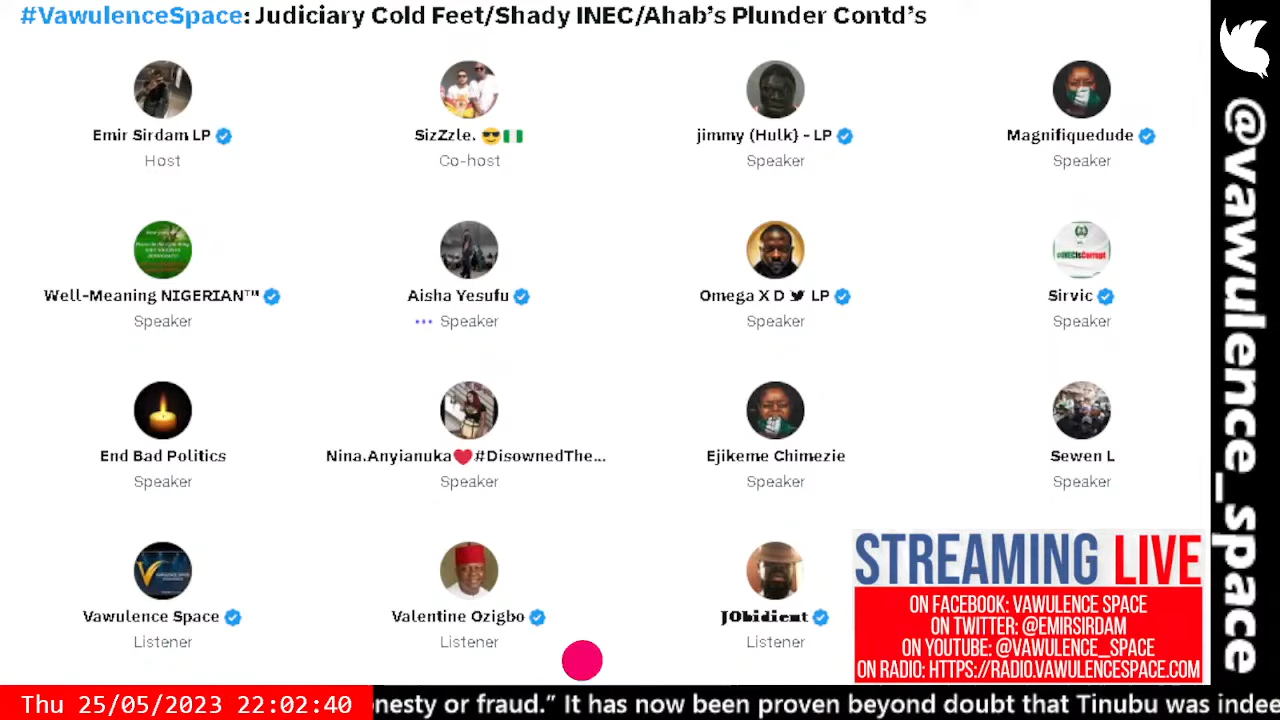 #VawulenceSpace: Judiciary Cold Feet/Shady INEC/Ahab's Plunder Contd's
Emir Sirdam LP
Host
SizZzle. 😎🇳🇬
Co-host
jimmy (Hulk} - LP
Speaker
Magnifiquedude
Speaker
Well-Meaning NIGERIAN™
Speaker
Aisha Yesufu
••• Speaker
Omega X D LP
Speaker
Sirvic
Speaker
#INECIsCorrupt
End Bad Politics
Speaker
Nina.Anyianuka❤️#DisownedThe...
Speaker
Ejikeme Chimezie
Speaker
Sewen L
Speaker
Vawulence Space
Listener
Valentine Ozigbo
Listener
JObidient
Listener
STREAMING LIVE
ON FACEBOOK: VAWULENCE SPACE
ON TWITTER: @EMIRSIRDAM
ON YOUTUBE: @VAWULENCE_SPACE
ON RADIO: HTTPS://RADIO.VAWULENCESPACE.COM
@vawulence_space
Thu 25/05/2023 22:02:40
nesty or fraud.” It has now been proven beyond doubt that Tinubu was indee